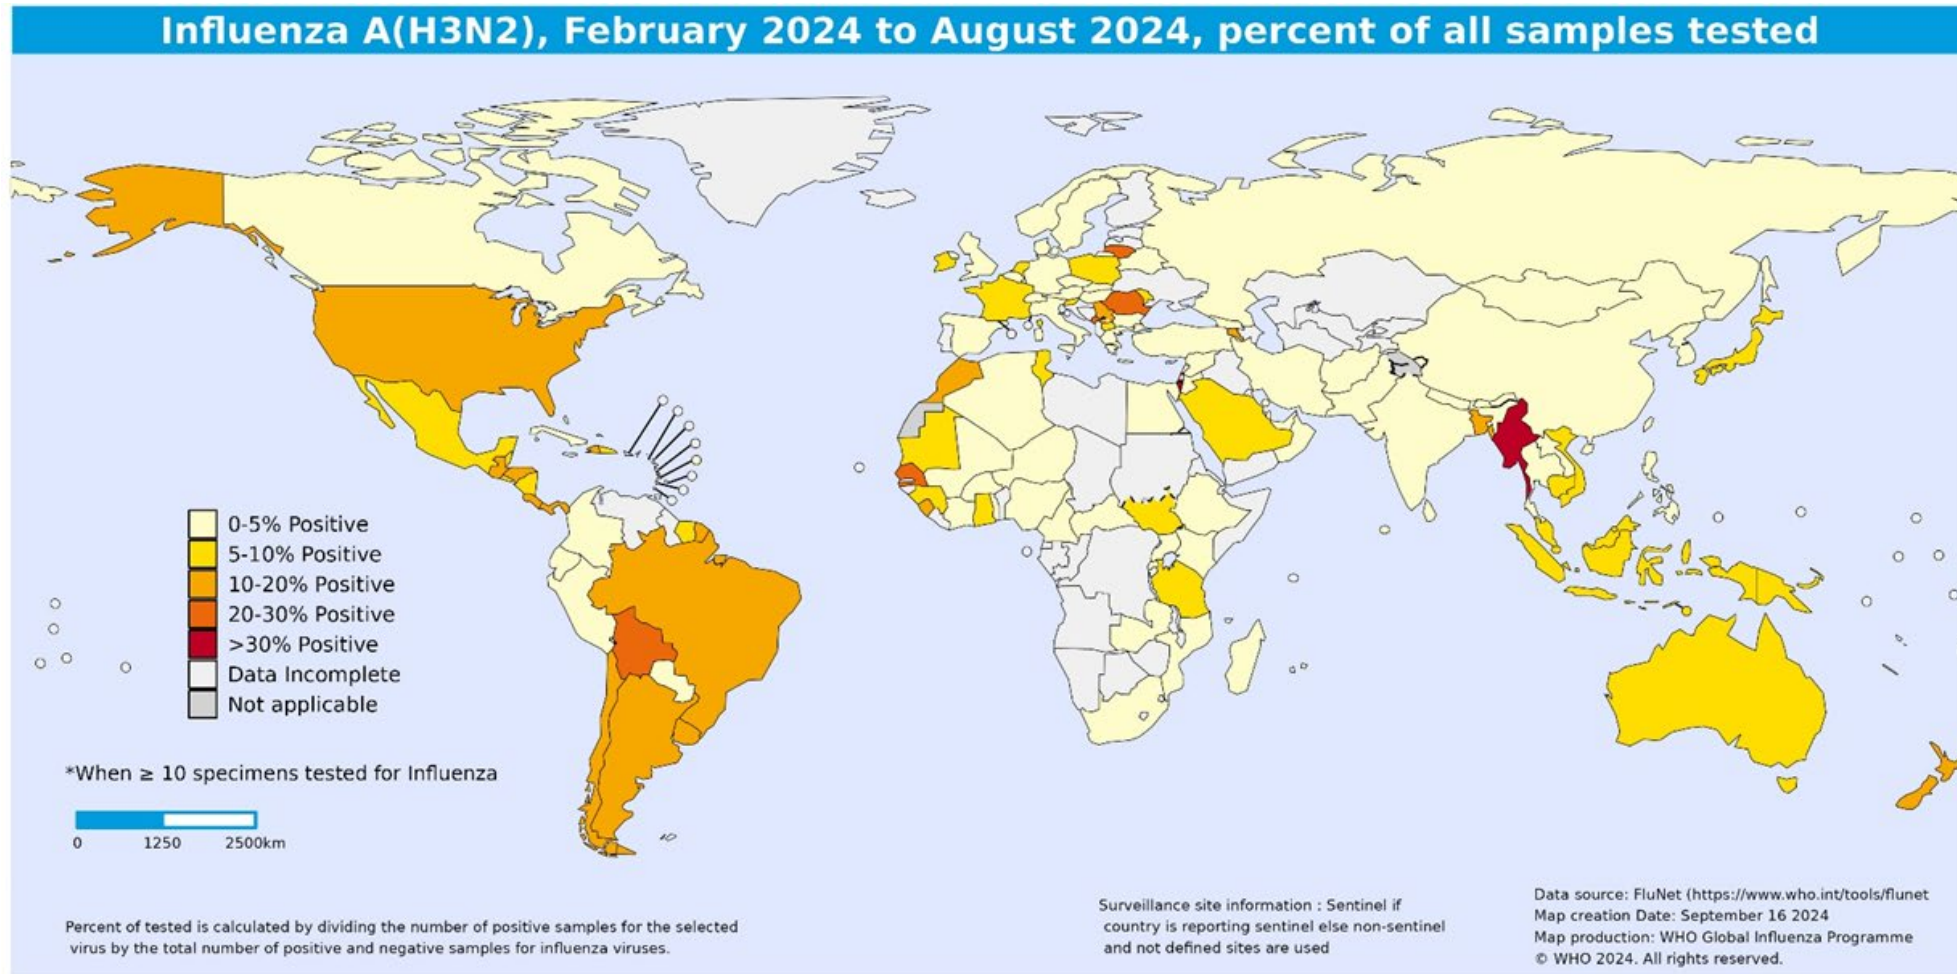 Influenza A(H3N2), February 2024 to August 2024, percent of all samples tested
0-5% Positive
5-10% Positive
10-20% Positive
20-30% Positive
>30% Positive
Data Incomplete
Not applicable
*When ≥ 10 specimens tested for Influenza
0 1250 2500km
Percent of tested is calculated by dividing the number of positive samples for the selected
virus by the total number of positive and negative samples for influenza viruses.
Surveillance site information : Sentinel if
country is reporting sentinel else non-sentinel
and not defined sites are used
Data source: FluNet (https://www.who.int/tools/flunet
Map creation Date: September 16 2024
Map production: WHO Global Influenza Programme
© WHO 2024. All rights reserved.